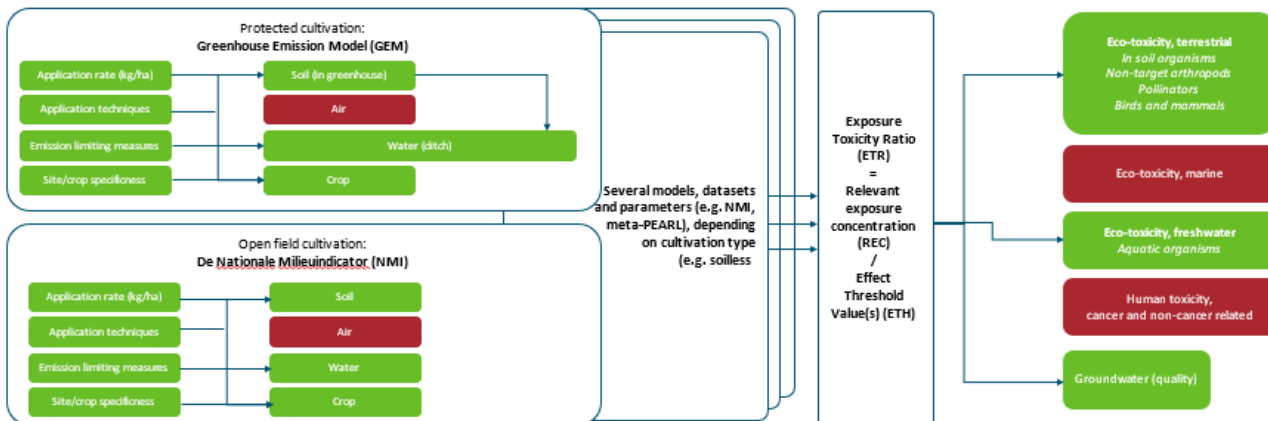 Protected cultivation:
Greenhouse Emission Model (GEM)
Application rate (kg/ha)
Soil (in greenhouse)
Application techniques
Air
Emission limiting measures
Water (ditch)
Site/crop specificness
Crop
Open field cultivation:
De Nationale Milieuindicator (NMI)
Application rate (kg/ha)
Soil
Application techniques
Air
Emission limiting measures
Water
Site/crop specificness
Crop
Several models, datasets
and parameters (e.g. NMI,
meta-PEARL), depending
on cultivation type
(e.g. soilless
Exposure
Toxicity Ratio
(ETR)
=
Relevant
exposure
concentration
(REC)
/
Effect
Threshold
Value(s) (ETH)
Eco-toxicity, terrestrial
In soil organisms
Non-target arthropods
Pollinators
Birds and mammals
Eco-toxicity, marine
Eco-toxicity, freshwater
Aquatic organisms
Human toxicity,
cancer and non-cancer related
Groundwater (quality)